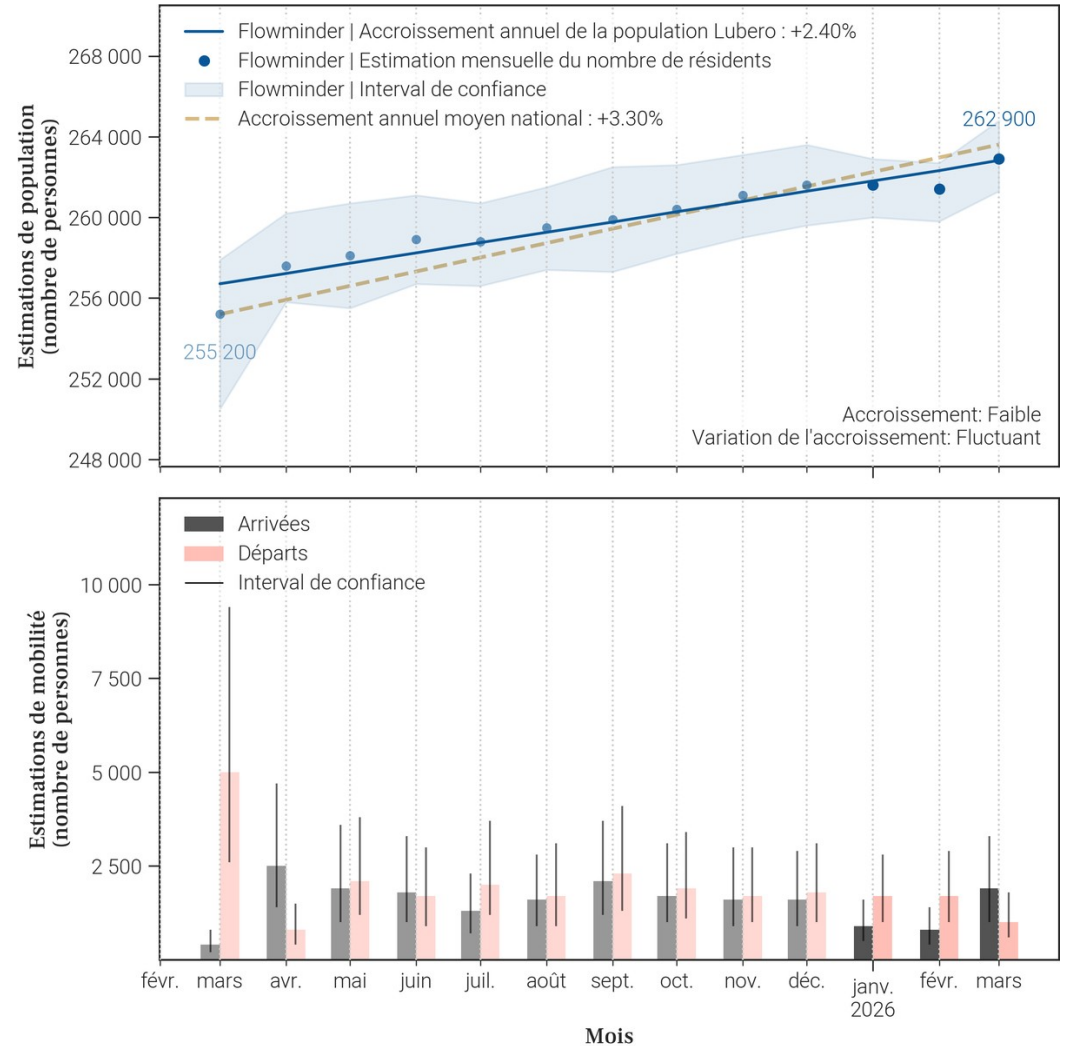 Flowminder | Accroissement annuel de la population Lubero : +2.40%
Flowminder | Estimation mensuelle du nombre de résidents
Flowminder | Interval de confiance
Accroissement annuel moyen national : +3.30%
Estimations de population
(nombre de personnes)
268 000
264 000
260 000
256 000
252 000
248 000
262 900
255 200
Accroissement: Faible
Variation de l'accroissement: Fluctuant
Arrivées
Départs
Interval de confiance
Estimations de mobilité
(nombre de personnes)
10 000
7 500
5 000
2 500
févr. mars avr. mai juin juil. août sept. oct. nov. déc. janv. févr. mars
2026
Mois